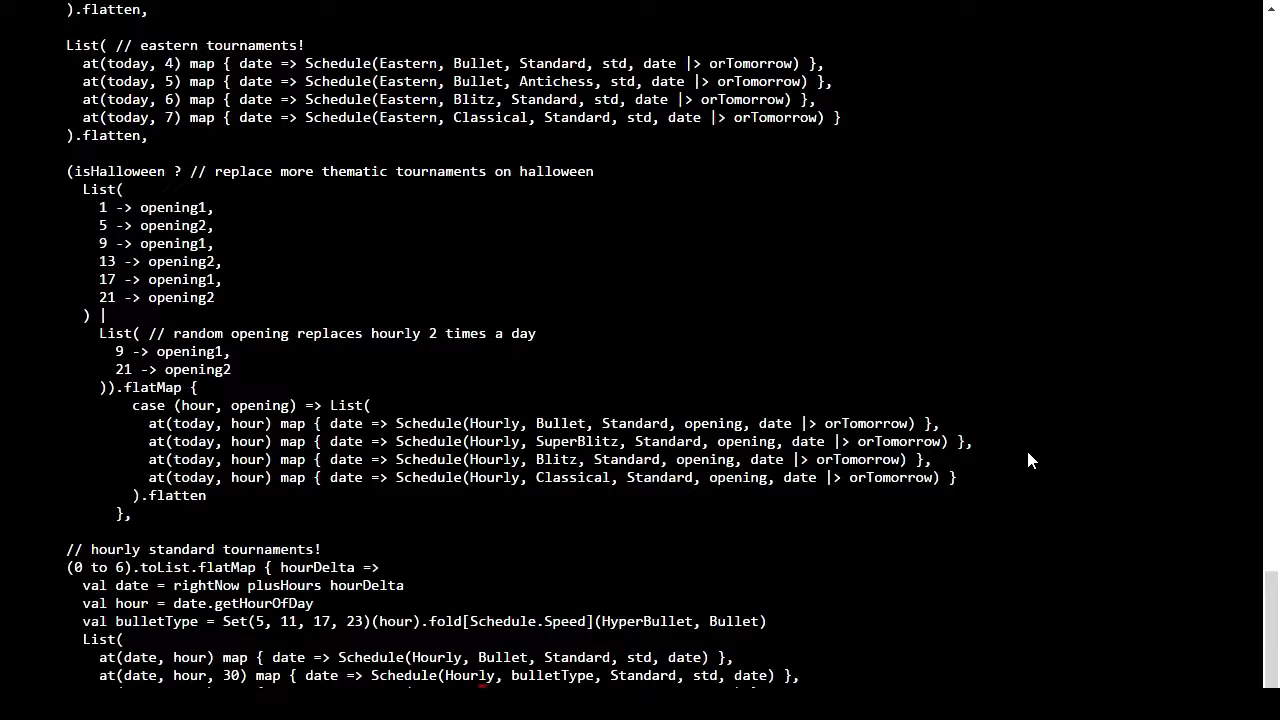 ).flatten,
List( // eastern tournaments!
at(today, 4) map { date => Schedule(Eastern, Bullet, Standard, std, date |> orTomorrow) },
at(today, 5) map { date => Schedule(Eastern, Bullet, Antichess, std, date |> orTomorrow) },
at(today, 6) map { date => Schedule(Eastern, Blitz, Standard, std, date |> orTomorrow) },
at(today, 7) map { date => Schedule(Eastern, Classical, Standard, std, date |> orTomorrow) }
).flatten,
(isHalloween ? // replace more thematic tournaments on halloween
List(
1 -> opening1,
5 -> opening2,
9 -> opening1,
13 -> opening2,
17 -> opening1,
21 -> opening2
) |
List( // random opening replaces hourly 2 times a day
9 -> opening1,
21 -> opening2
)).flatMap {
case (hour, opening) => List(
at(today, hour) map { date => Schedule(Hourly, Bullet, Standard, opening, date |> orTomorrow) },
at(today, hour) map { date => Schedule(Hourly, SuperBlitz, Standard, opening, date |> orTomorrow) },
at(today, hour) map { date => Schedule(Hourly, Blitz, Standard, opening, date |> orTomorrow) },
at(today, hour) map { date => Schedule(Hourly, Classical, Standard, opening, date |> orTomorrow) }
).flatten
},
// hourly standard tournaments!
(0 to 6).toList.flatMap { hourDelta =>
val date = rightNow plusHours hourDelta
val hour = date.getHourOfDay
val bulletType = Set(5, 11, 17, 23)(hour).fold[Schedule.Speed](HyperBullet, Bullet)
List(
at(date, hour) map { date => Schedule(Hourly, Bullet, Standard, std, date) },
at(date, hour, 30) map { date => Schedule(Hourly, bulletType, Standard, std, date) },